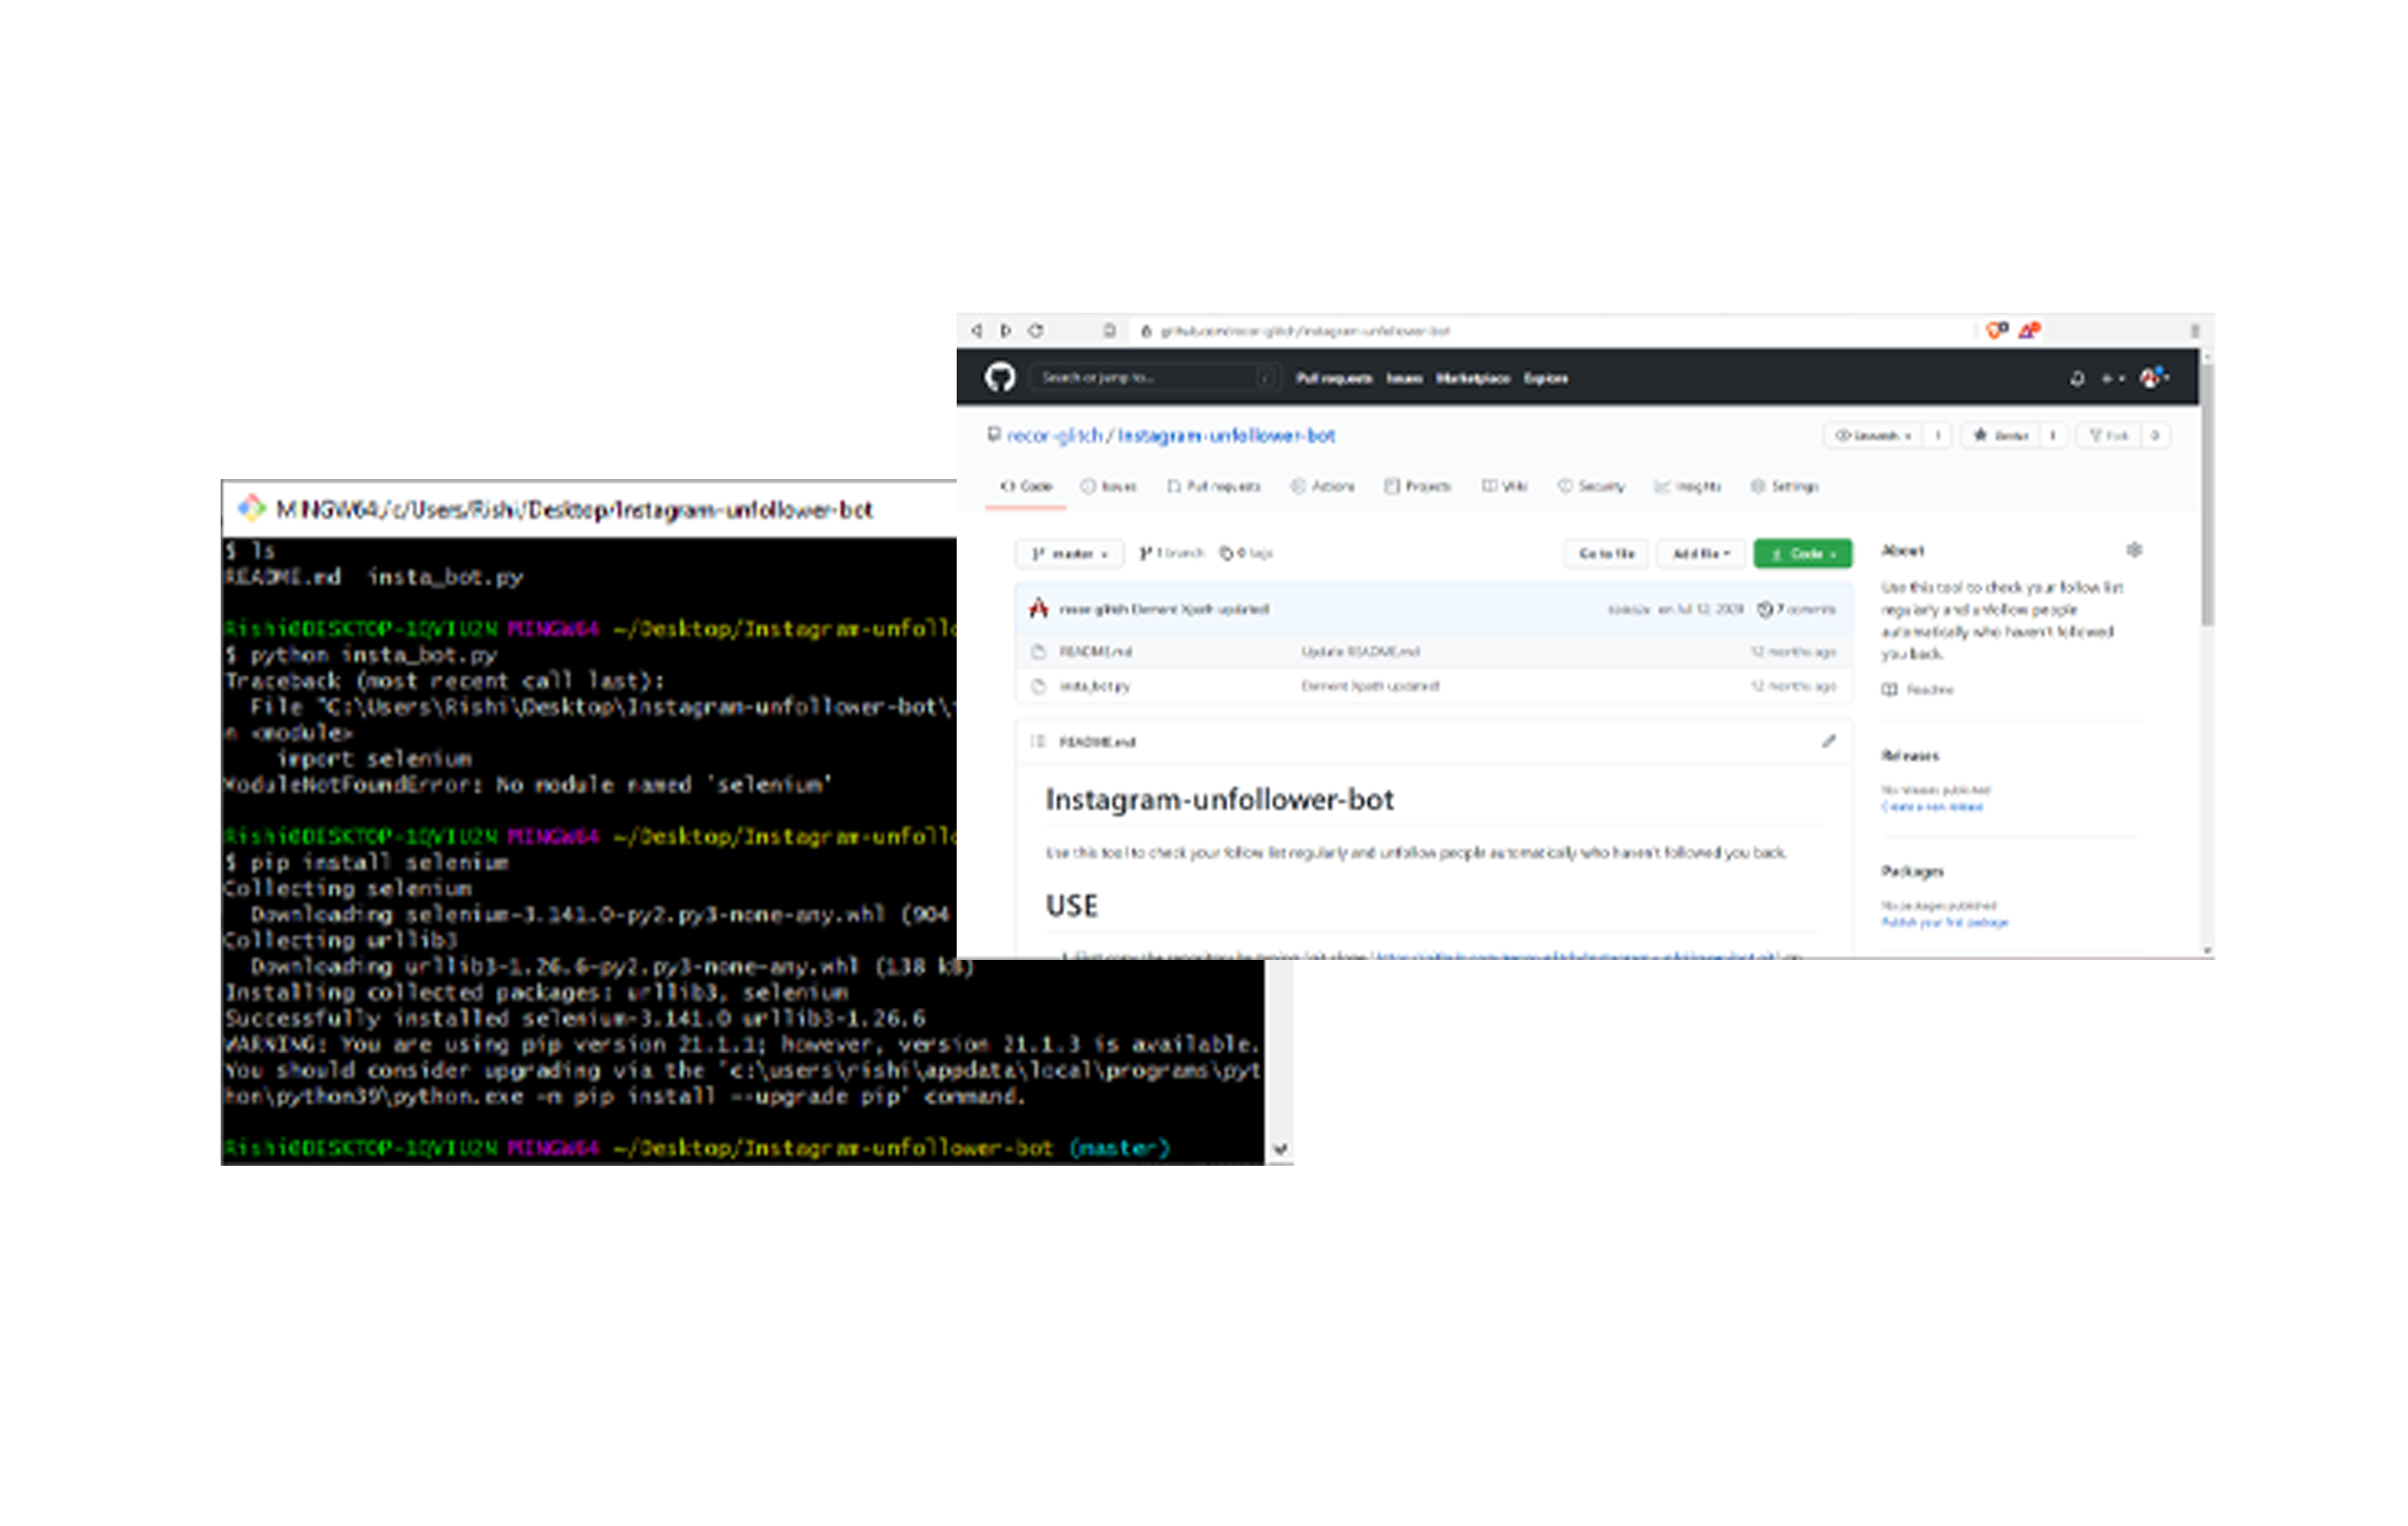 MINGW64:/c/Users/Rishi/Desktop/Instagram-unfollower-bot
$ ls
README.md insta_bot.py
Rishi@DESKTOP-1QVIU2N MINGW64 ~/Desktop/Instagram-unfollo
$ python insta_bot.py
Traceback (most recent call last):
File "C:\Users\Rishi\Desktop\Instagram-unfollower-bot\
n <module>
import selenium
ModuleNotFoundError: No module named 'selenium'
Rishi@DESKTOP-1QVIU2N MINGW64 ~/Desktop/Instagram-unfollo
$ pip install selenium
Collecting selenium
Downloading selenium-3.141.0-py2.py3-none-any.whl (904
Collecting urllib3
Downloading urllib3-1.26.6-py2.py3-none-any.whl (138 kB)
Installing collected packages: urllib3, selenium
Successfully installed selenium-3.141.0 urllib3-1.26.6
WARNING: You are using pip version 21.1.1; however, version 21.1.3 is available.
You should consider upgrading via the 'c:\users\rishi\appdata\local\programs\pyt
hon\python39\python.exe -m pip install --upgrade pip' command.
Rishi@DESKTOP-1QVIU2N MINGW64 ~/Desktop/Instagram-unfollower-bot (master)
github.com/recor-glitch/Instagram-unfollower-bot
Search or jump to... /
Pull requests Issues Marketplace Explore
recor-glitch / Instagram-unfollower-bot
Unwatch 1 Unstar 1 Fork 0
Code Issues Pull requests Actions Projects Wiki Security Insights Settings
master 1 branch 0 tags Go to file Add file Code
recor-glitch Element Xpath updated! on Jul 12, 2020 7 commits
README.md Update README.md 12 months ago
insta_bot.py Element Xpath updated! 12 months ago
README.md
Instagram-unfollower-bot
Use this tool to check your follow list regularly and unfollow people automatically who haven't followed you back.
USE
About
Use this tool to check your follow list
regularly and unfollow people
automatically who haven't followed
you back.
Readme
Releases
No releases published
Create a new release
Packages
No packages published
Publish your first package